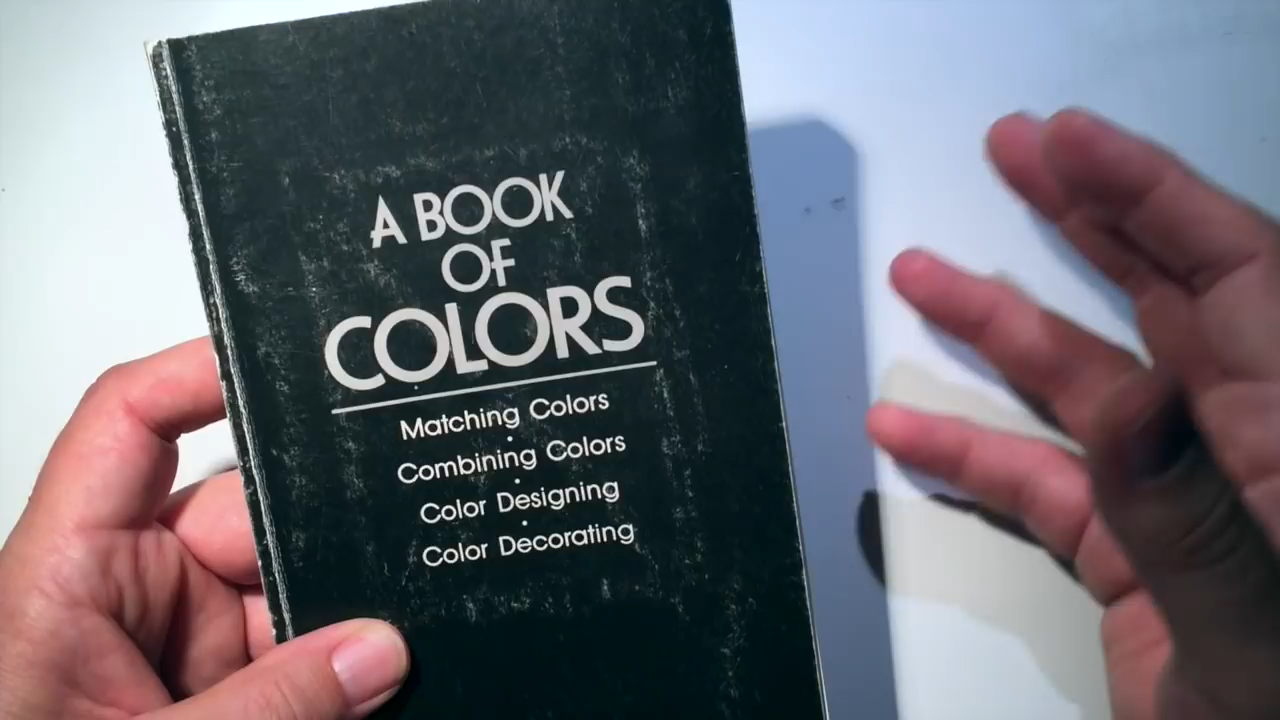 A BOOK
OF
COLORS
Matching Colors
•
Combining Colors
•
Color Designing
•
Color Decorating